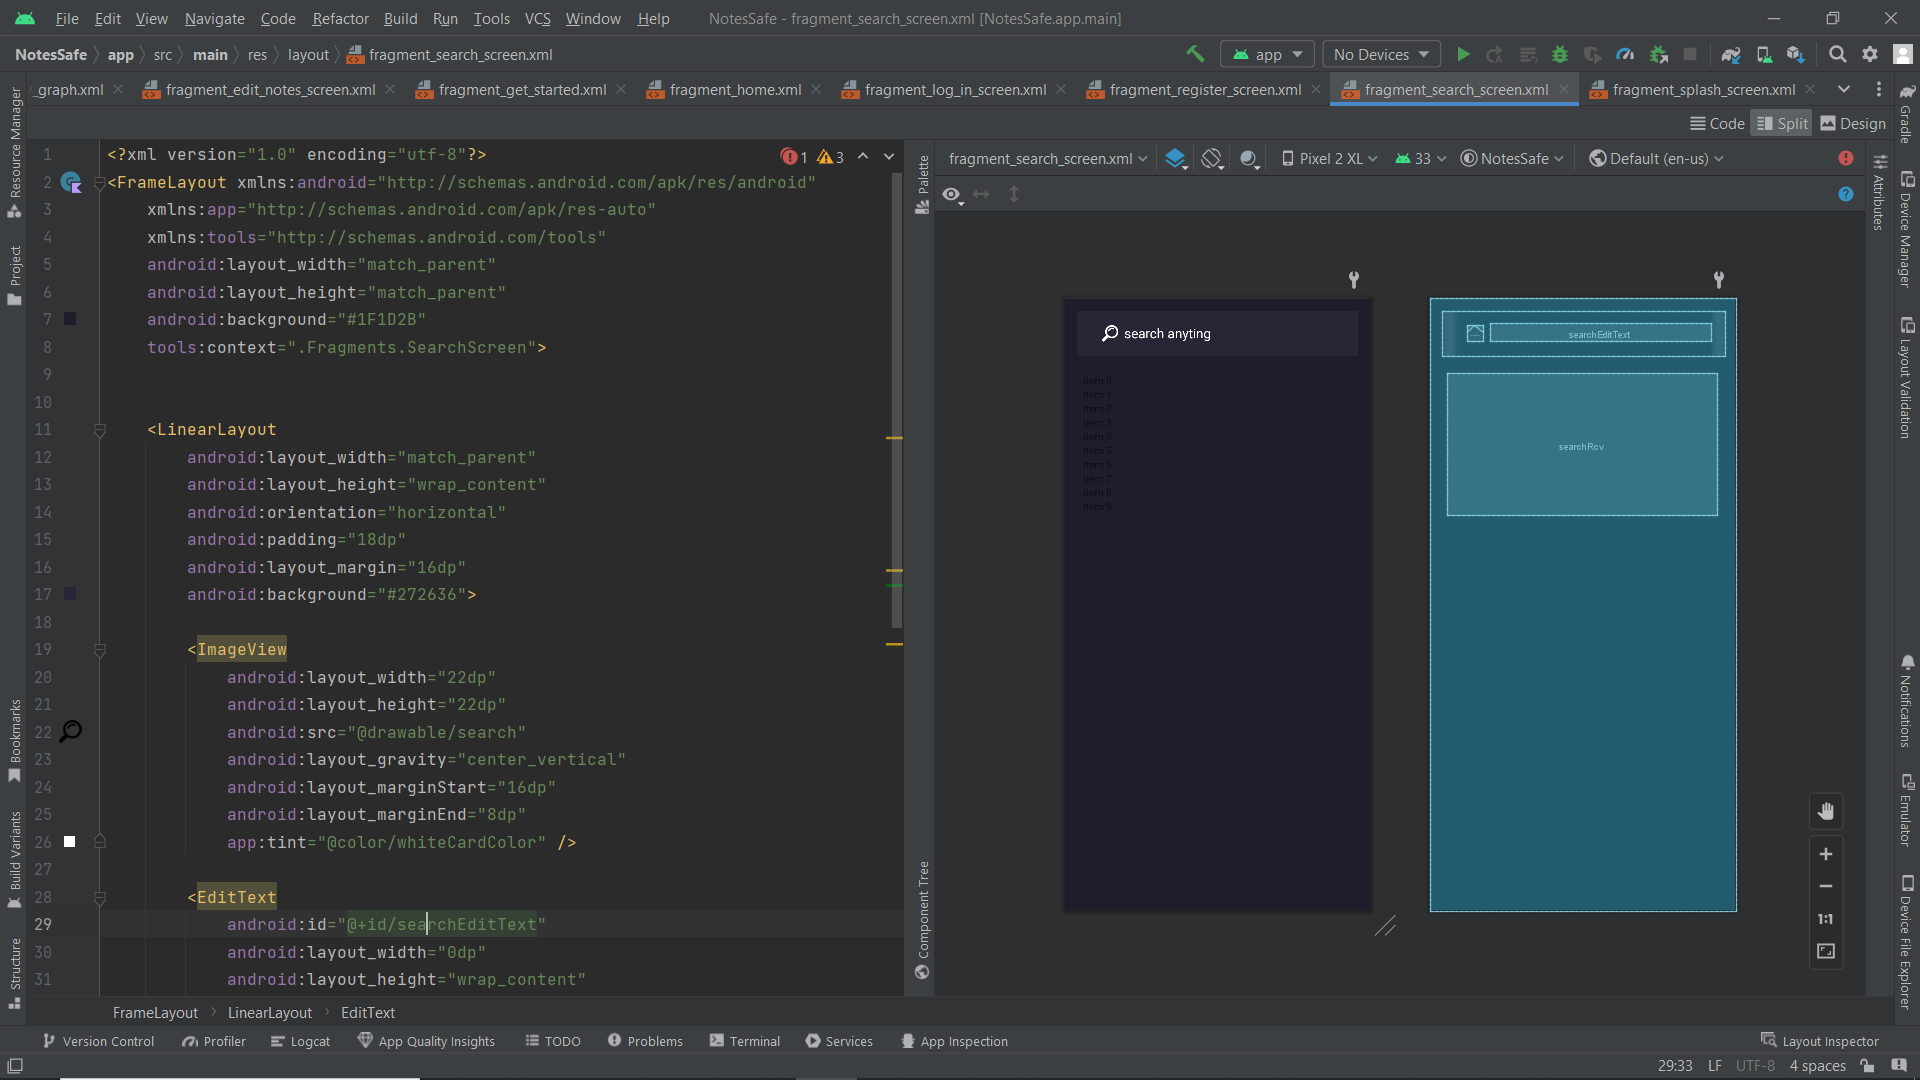 File Edit View Navigate Code Refactor Build Run Tools VCS Window Help NotesSafe - fragment_search_screen.xml [NotesSafe.app.main]
NotesSafe app src main res layout fragment_search_screen.xml app No Devices
_graph.xml fragment_edit_notes_screen.xml fragment_get_started.xml fragment_home.xml fragment_log_in_screen.xml fragment_register_screen.xml fragment_search_screen.xml fragment_splash_screen.xml
Code Split Design
Resource Manager
Project
Bookmarks
Build Variants
Structure
1 <?xml version="1.0" encoding="utf-8"?> 1 3
2 <FrameLayout xmlns:android="http://schemas.android.com/apk/res/android"
3 xmlns:app="http://schemas.android.com/apk/res-auto"
4 xmlns:tools="http://schemas.android.com/tools"
5 android:layout_width="match_parent"
6 android:layout_height="match_parent"
7 android:background="#1F1D2B"
8 tools:context=".Fragments.SearchScreen">
9
10
11 <LinearLayout
12 android:layout_width="match_parent"
13 android:layout_height="wrap_content"
14 android:orientation="horizontal"
15 android:padding="18dp"
16 android:layout_margin="16dp"
17 android:background="#272636">
18
19 <ImageView
20 android:layout_width="22dp"
21 android:layout_height="22dp"
22 android:src="@drawable/search"
23 android:layout_gravity="center_vertical"
24 android:layout_marginStart="16dp"
25 android:layout_marginEnd="8dp"
26 app:tint="@color/whiteCardColor" />
27
28 <EditText
29 android:id="@+id/searchEditText"
30 android:layout_width="0dp"
31 android:layout_height="wrap_content"
FrameLayout LinearLayout EditText
Palette
Component Tree
fragment_search_screen.xml Pixel 2 XL 33 NotesSafe Default (en-us)
search anyting
Item 0
Item 1
Item 2
Item 3
Item 4
Item 5
Item 6
Item 7
Item 8
Item 9
searchEditText
searchRcv
1:1
Attributes
Gradle
Device Manager
Layout Validation
Notifications
Emulator
Device File Explorer
Version Control Profiler Logcat App Quality Insights TODO Problems Terminal Services App Inspection Layout Inspector
29:33 LF UTF-8 4 spaces